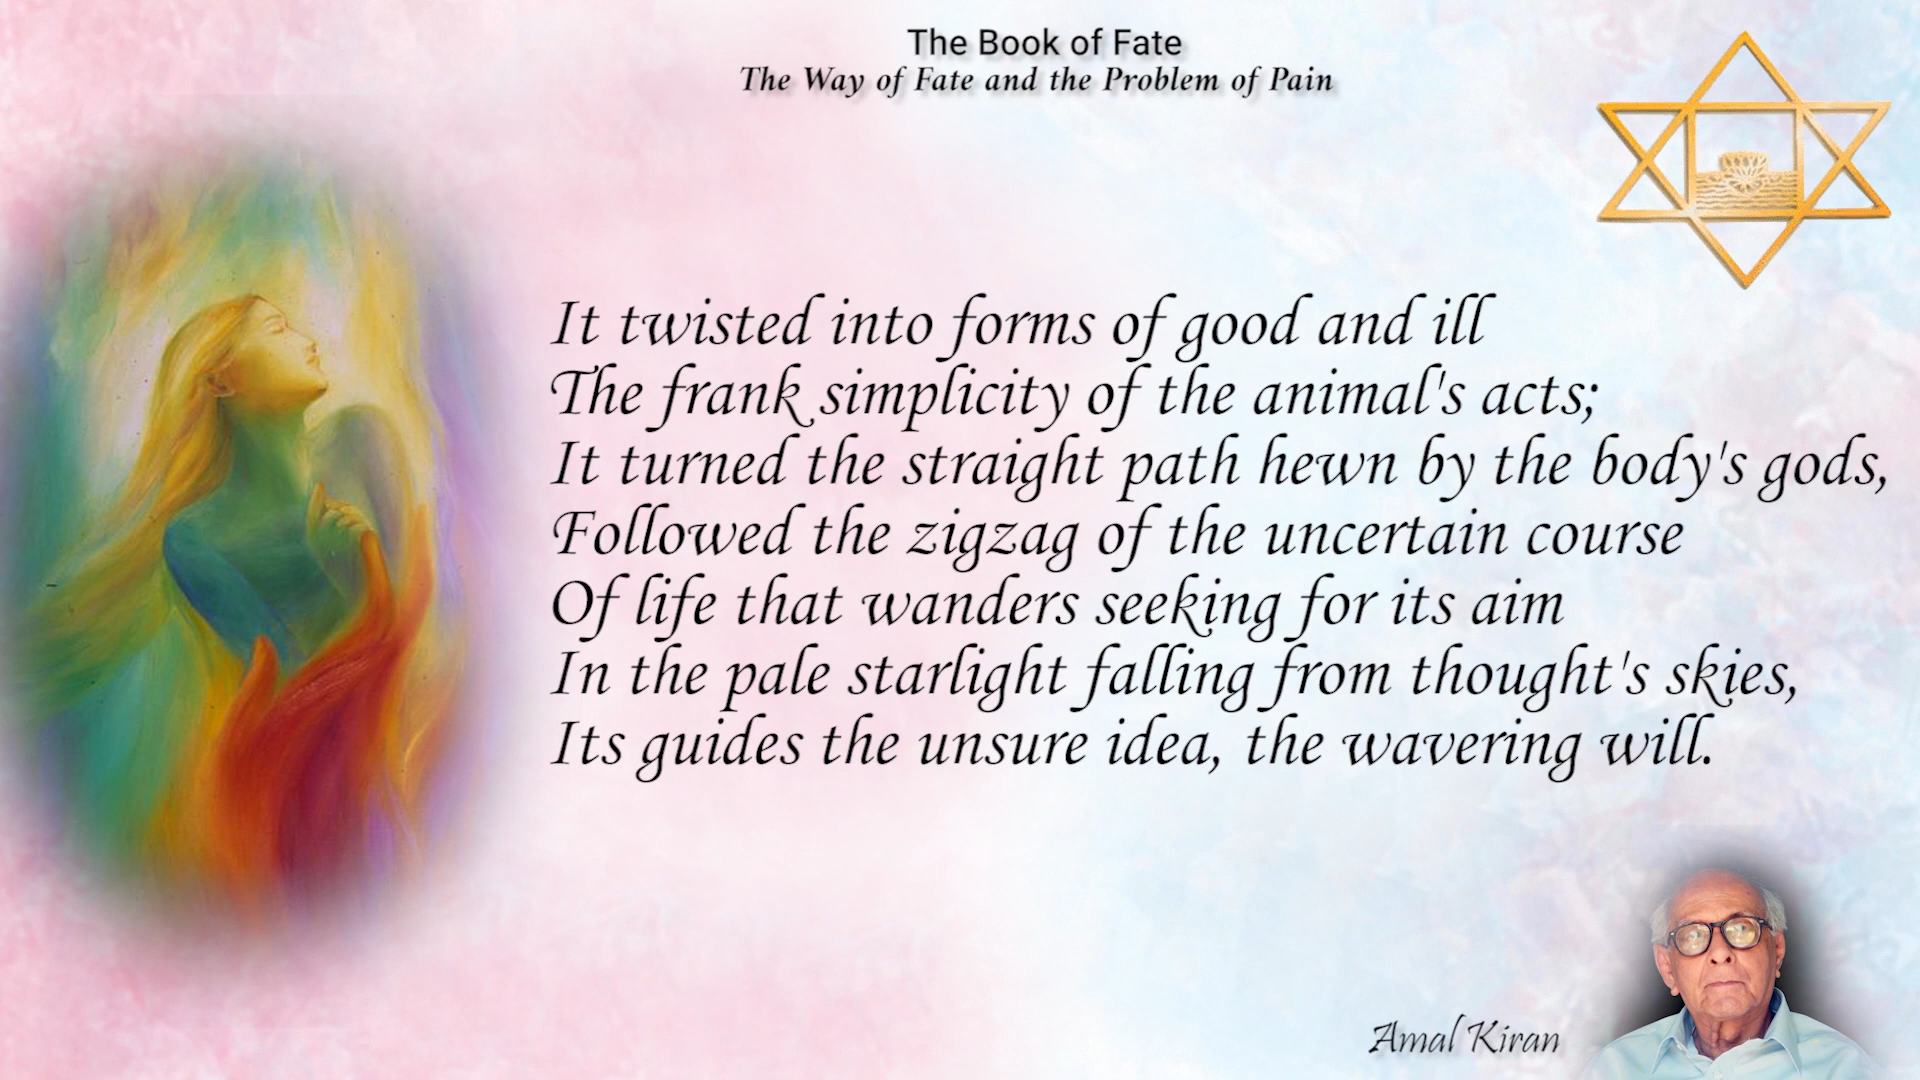 The Book of Fate
The Way of Fate and the Problem of Pain
It twisted into forms of good and ill
The frank simplicity of the animal's acts;
It turned the straight path hewn by the body's gods,
Followed the zigzag of the uncertain course
Of life that wanders seeking for its aim
In the pale starlight falling from thought's skies,
Its guides the unsure idea, the wavering will.
Amal Kiran